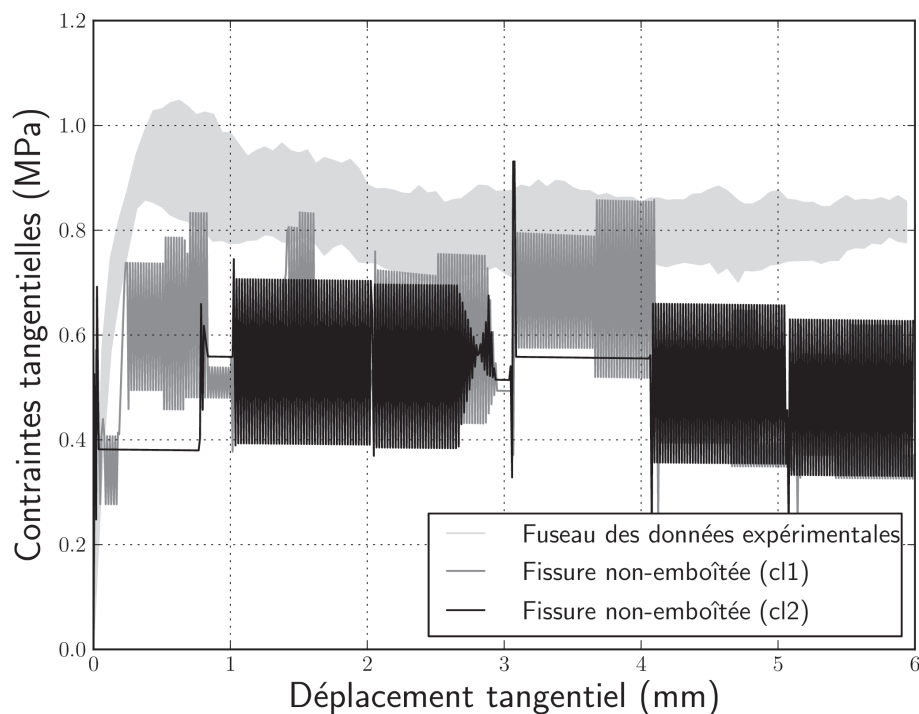 1.2
1.0
0.8
0.6
0.4
0.2
0.0
Contraintes tangentielles (MPa)
Fuseau des données expérimentales
Fissure non-emboîtée (cl1)
Fissure non-emboîtée (cl2)
0 1 2 3 4 5 6
Déplacement tangentiel (mm)